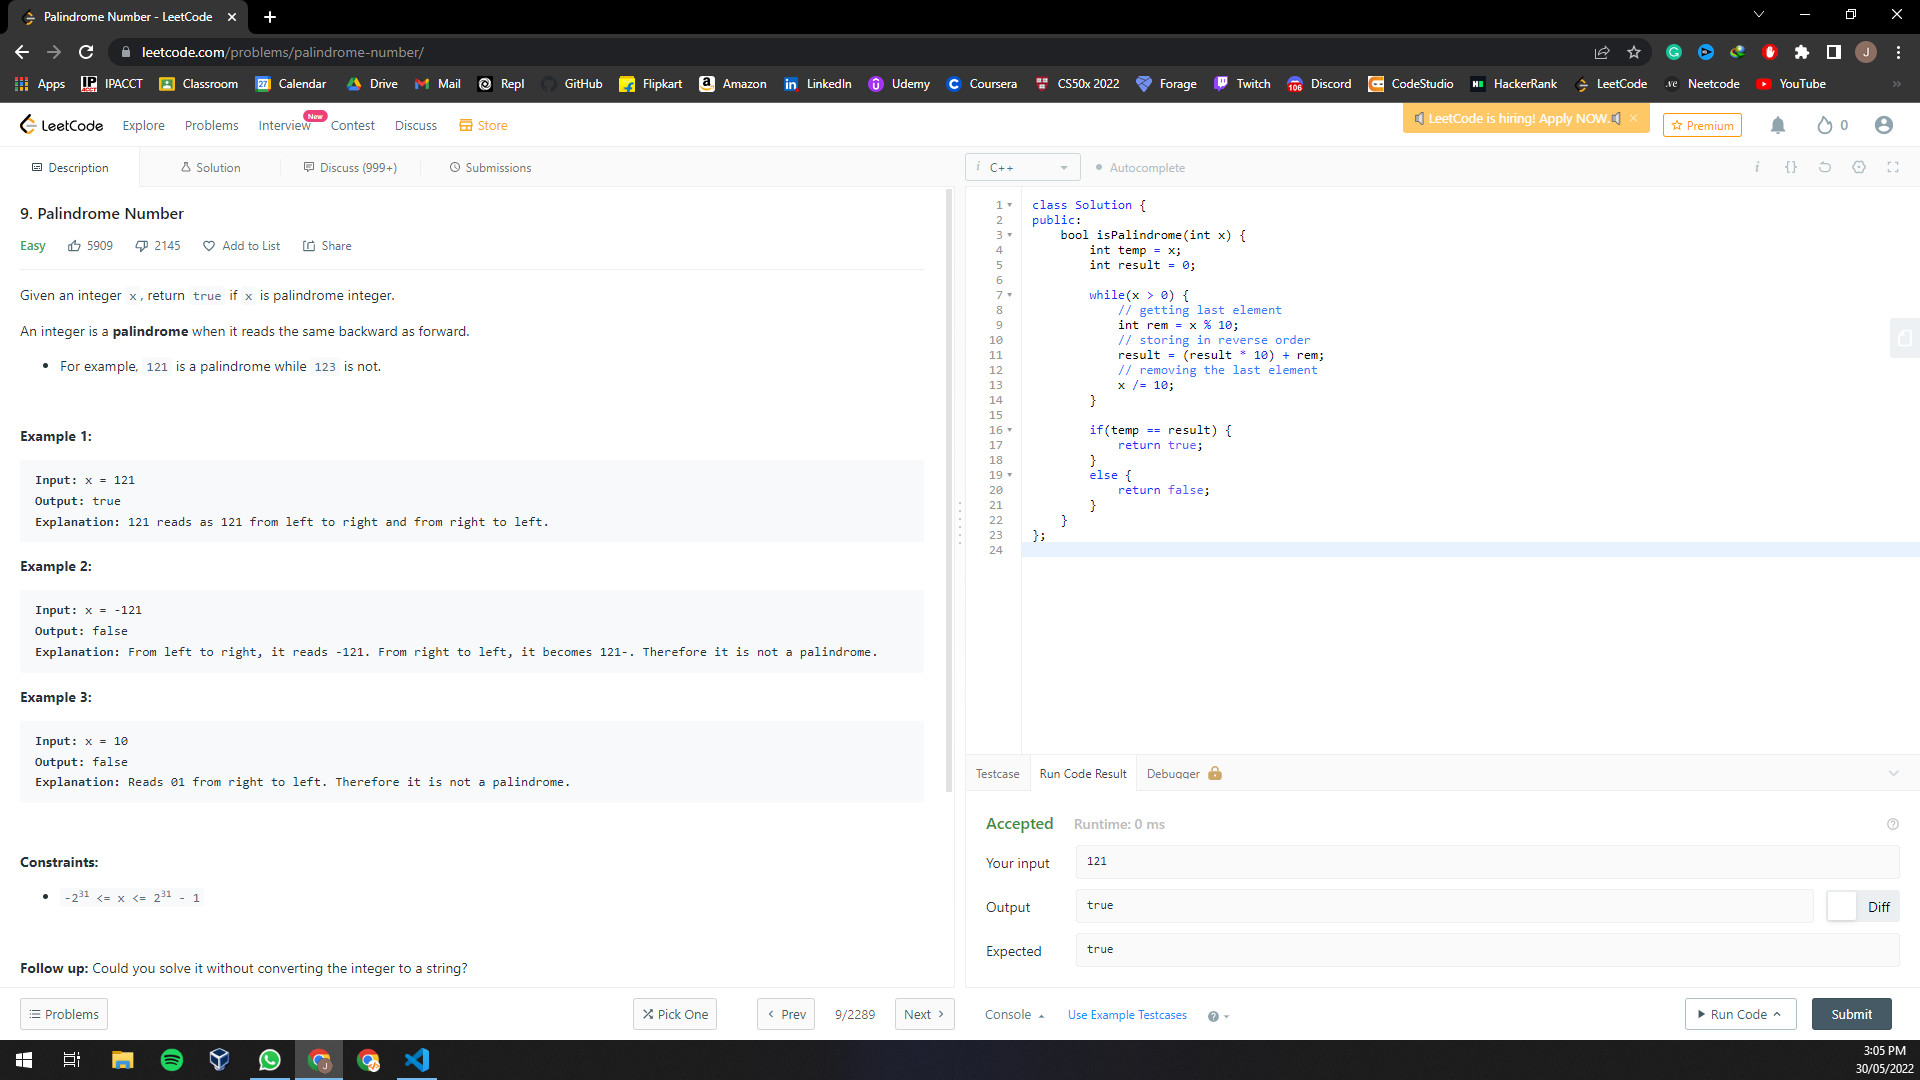 Palindrome Number - LeetCode
leetcode.com/problems/palindrome-number/
J
Apps IPACCT Classroom 27 Calendar Drive Mail Repl GitHub Flipkart Amazon LinkedIn Udemy Coursera CS50x 2022 Forage Twitch 106 Discord CodeStudio HackerRank LeetCode Neetcode YouTube
LeetCode Explore Problems Interview New Contest Discuss Store
LeetCode is hiring! Apply NOW. Premium 0
Description Solution Discuss (999+) Submissions
9. Palindrome Number
Easy 5909 2145 Add to List Share
Given an integer x, return true if x is palindrome integer.
An integer is a palindrome when it reads the same backward as forward.
• For example, 121 is a palindrome while 123 is not.
Example 1:
Input: x = 121
Output: true
Explanation: 121 reads as 121 from left to right and from right to left.
Example 2:
Input: x = -121
Output: false
Explanation: From left to right, it reads -121. From right to left, it becomes 121-. Therefore it is not a palindrome.
Example 3:
Input: x = 10
Output: false
Explanation: Reads 01 from right to left. Therefore it is not a palindrome.
Constraints:
• -2³¹ <= x <= 2³¹ - 1
Follow up: Could you solve it without converting the integer to a string?
Problems Pick One Prev 9/2289 Next
i C++ Autocomplete i {}
1 class Solution {
2 public:
3 bool isPalindrome(int x) {
4 int temp = x;
5 int result = 0;
6
7 while(x > 0) {
8 // getting last element
9 int rem = x % 10;
10 // storing in reverse order
11 result = (result * 10) + rem;
12 // removing the last element
13 x /= 10;
14 }
15
16 if(temp == result) {
17 return true;
18 }
19 else {
20 return false;
21 }
22 }
23 };
24
Testcase Run Code Result Debugger
Accepted Runtime: 0 ms
Your input 121
Output true Diff
Expected true
Console Use Example Testcases Run Code Submit
3:05 PM
30/05/2022